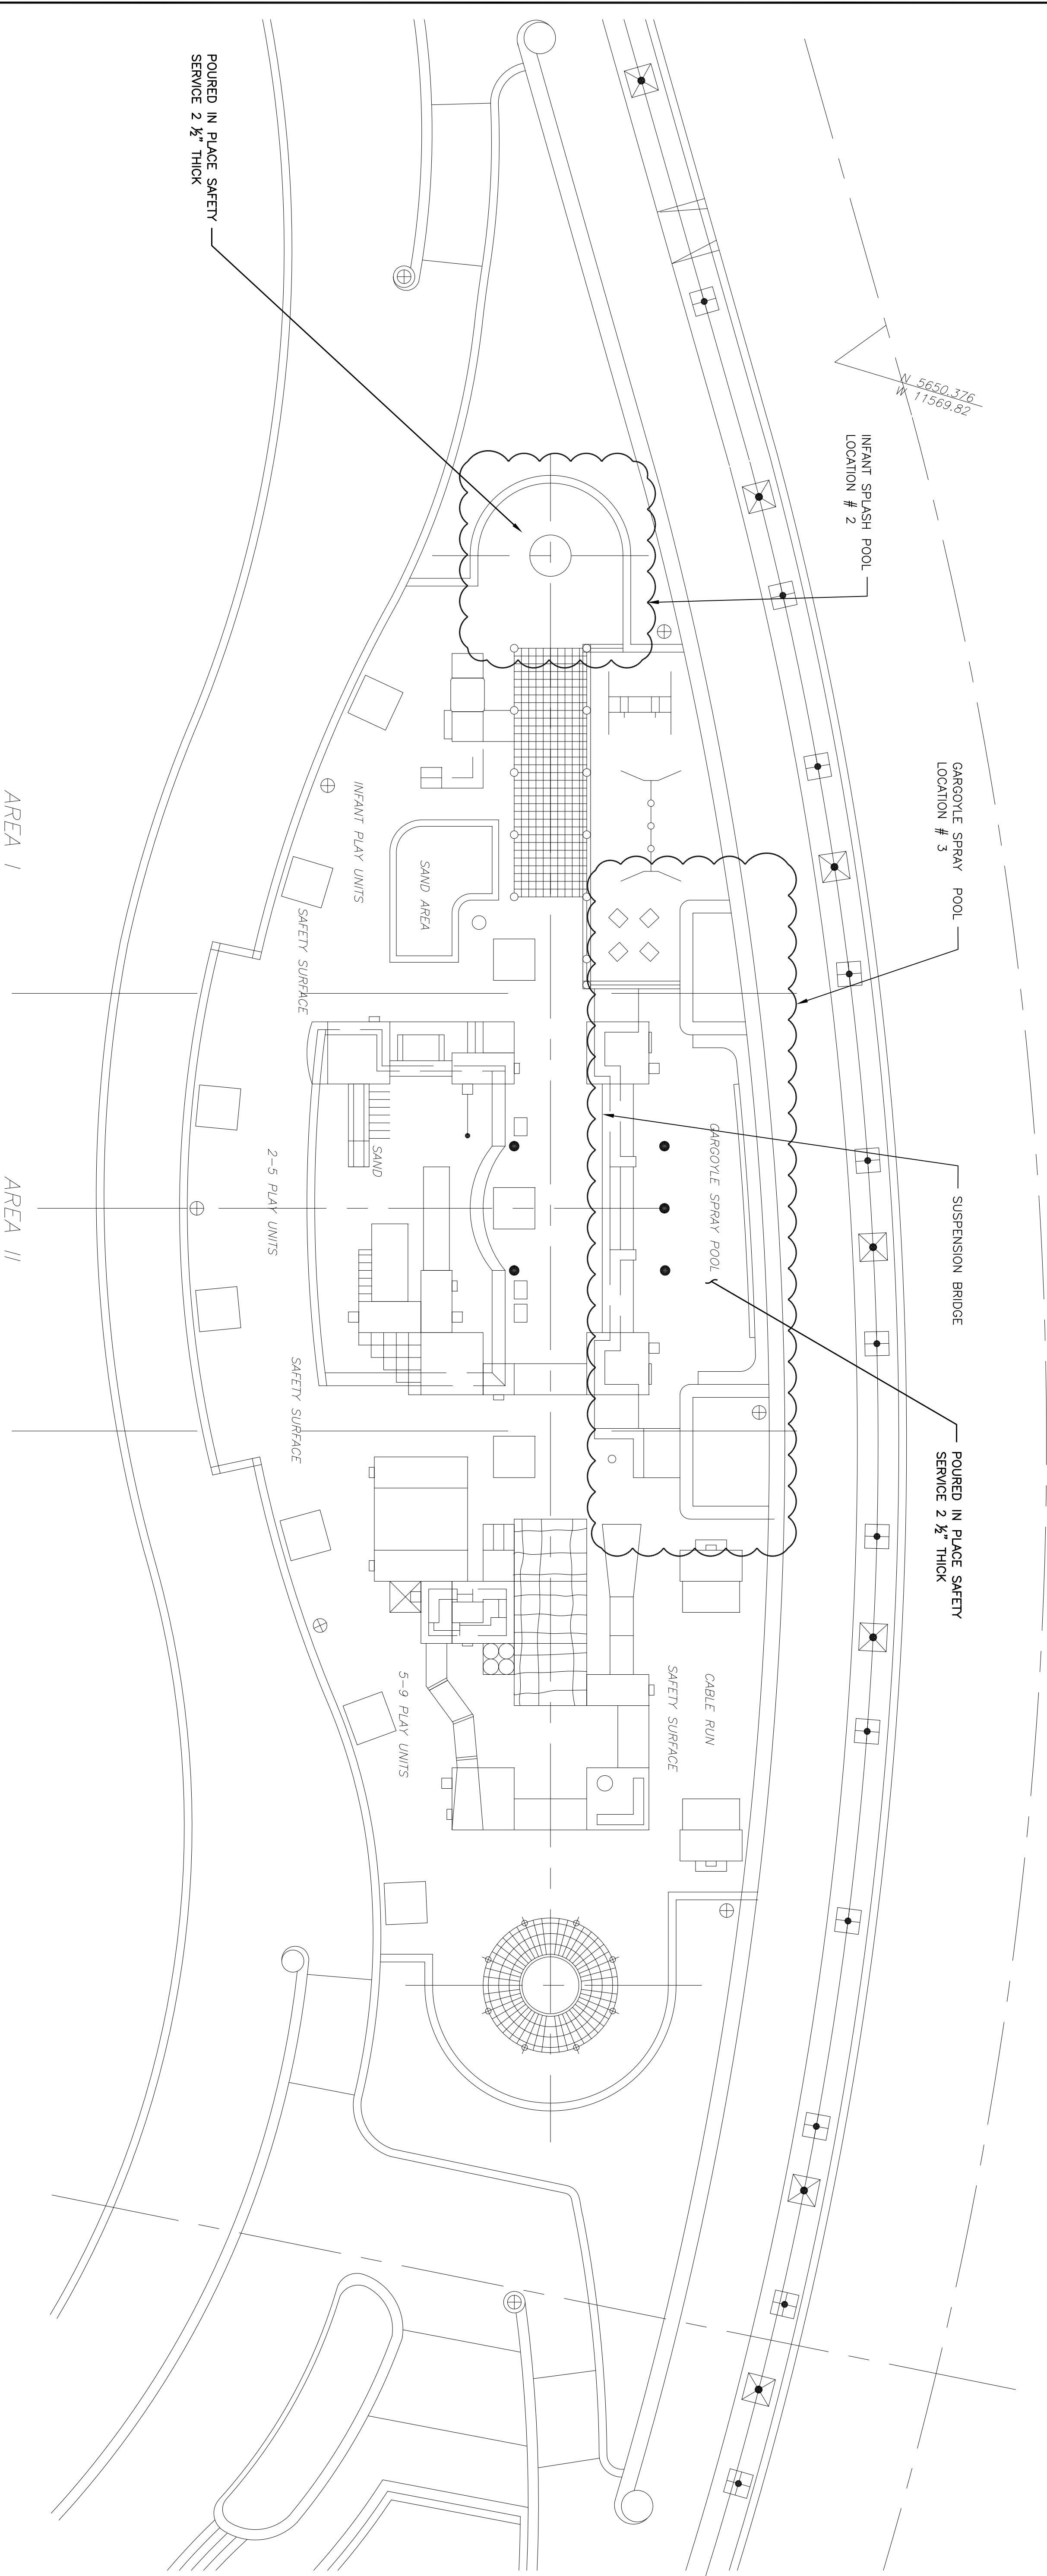 POURED IN PLACE SAFETY
SERVICE 2 ½" THICK
N 5650.376
W 11569.82
INFANT SPLASH POOL
LOCATION # 2
GARGOYLE SPRAY POOL
LOCATION # 3
SUSPENSION BRIDGE
POURED IN PLACE SAFETY
SERVICE 2 ½" THICK
INFANT PLAY UNITS
SAND AREA
SAFETY SURFACE
AREA I
GARGOYLE SPRAY POOL
SAND
2-5 PLAY UNITS
AREA II
SAFETY SURFACE
CABLE RUN
SAFETY SURFACE
5-9 PLAY UNITS